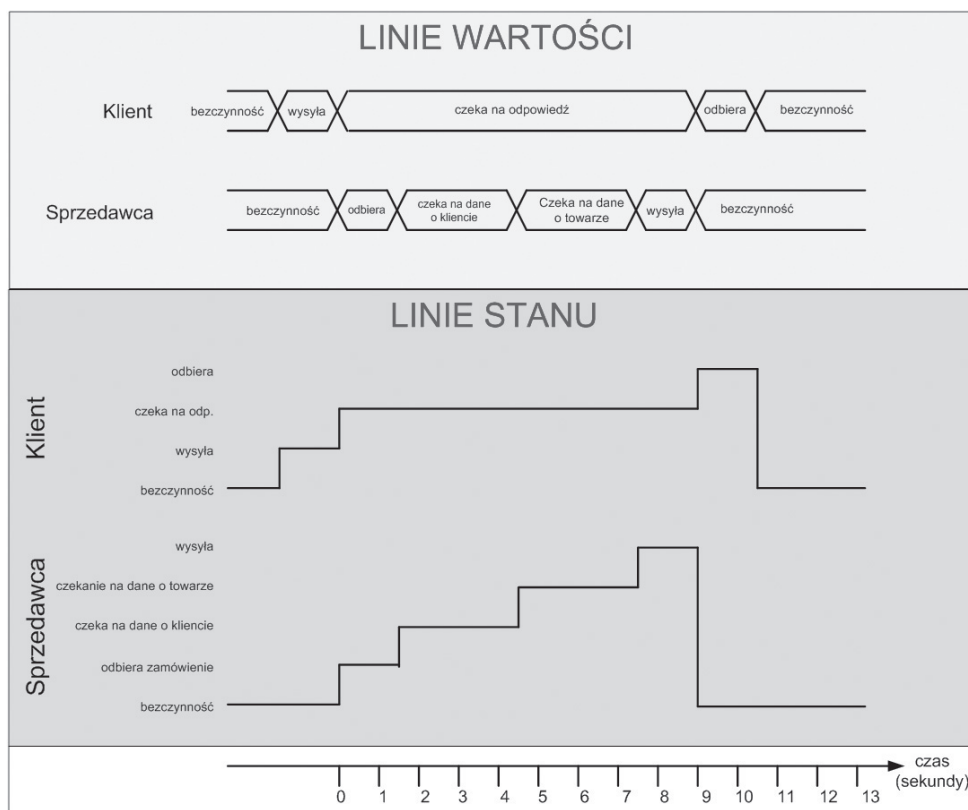 LINIE WARTOŚCI
Klient
bezczynność
wysyła
czeka na odpowiedź
odbiera
bezczynność
Sprzedawca
bezczynność
odbiera
czeka na dane
o kliencie
Czeka na dane
o towarze
wysyła
bezczynność
LINIE STANU
Klient
odbiera
czeka na odp.
wysyła
bezczynność
Sprzedawca
wysyła
czekanie na dane o towarze
czeka na dane o kliencie
odbiera zamówienie
bezczynność
czas
(sekundy)
0 1 2 3 4 5 6 7 8 9 10 11 12 13